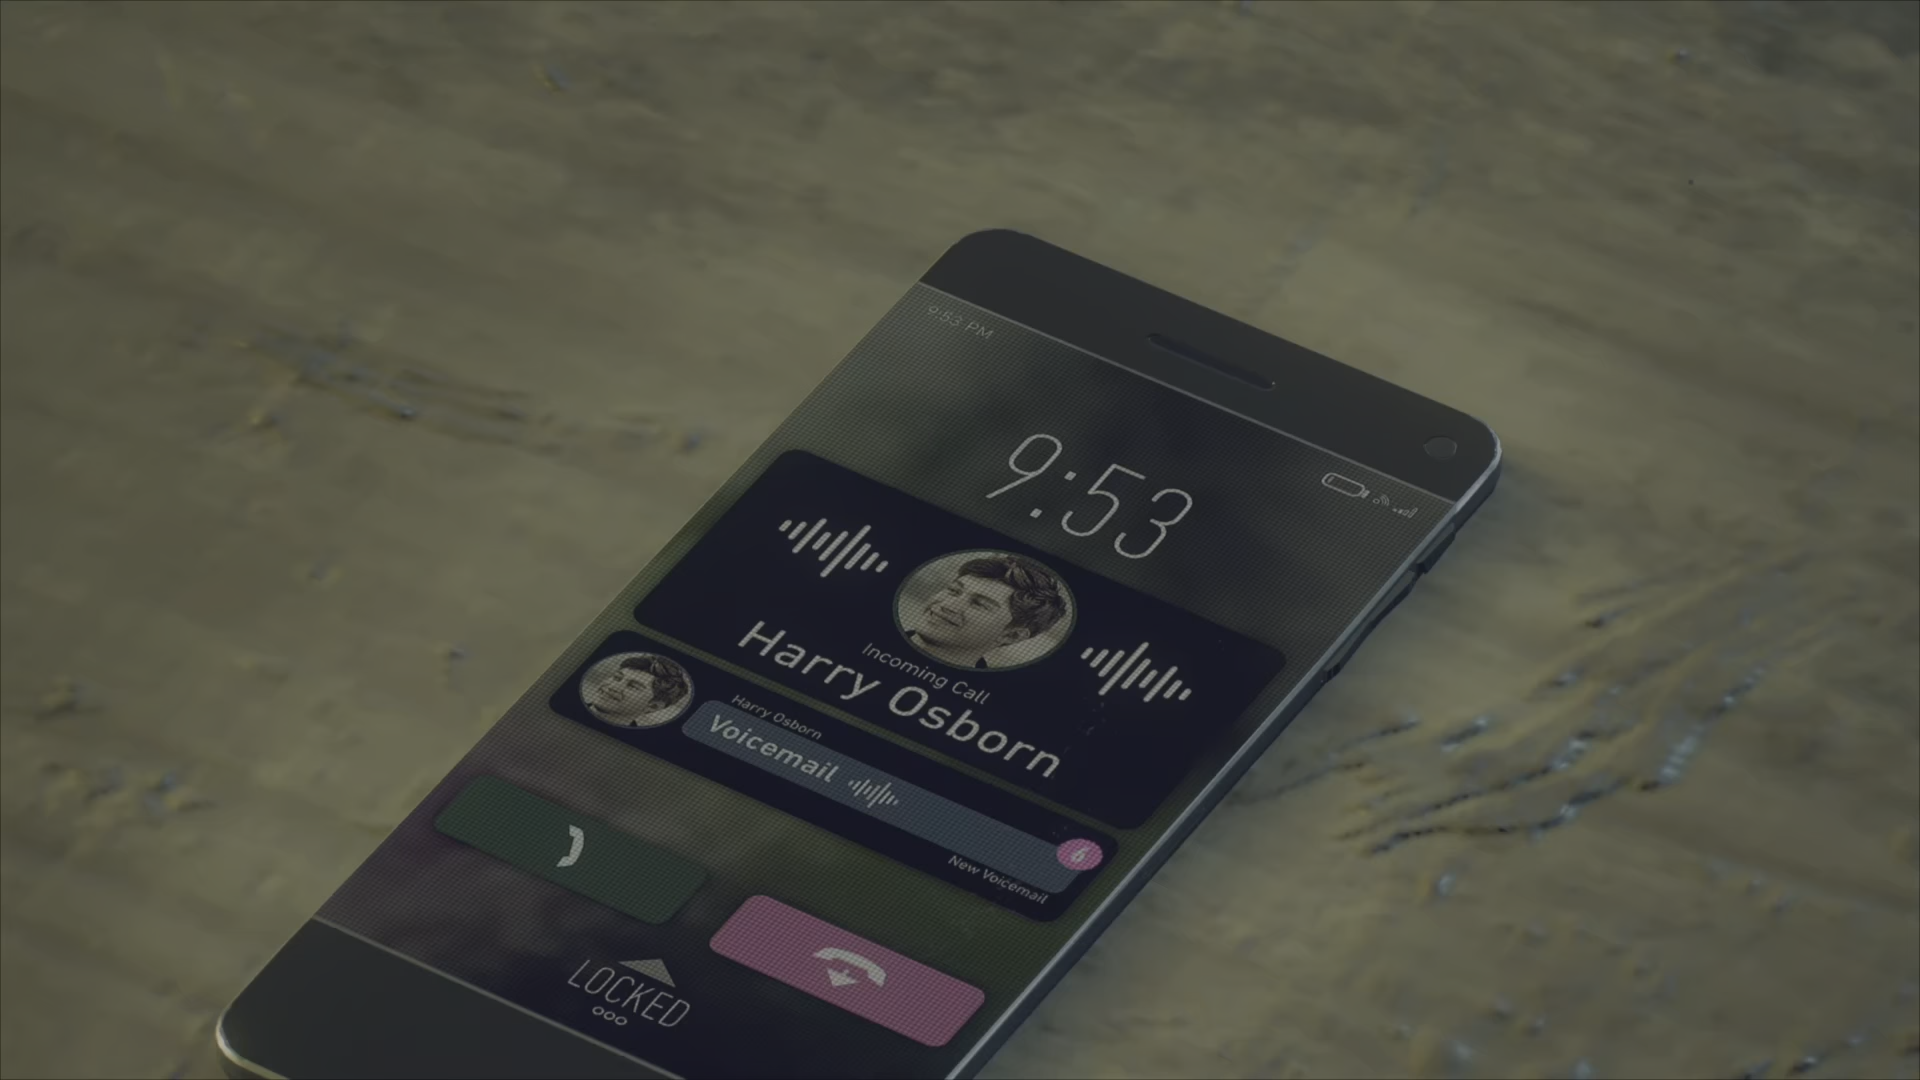 9:53 PM
9:53
Incoming Call
Harry Osborn
Harry Osborn
Voicemail
6
New Voicemail
LOCKED